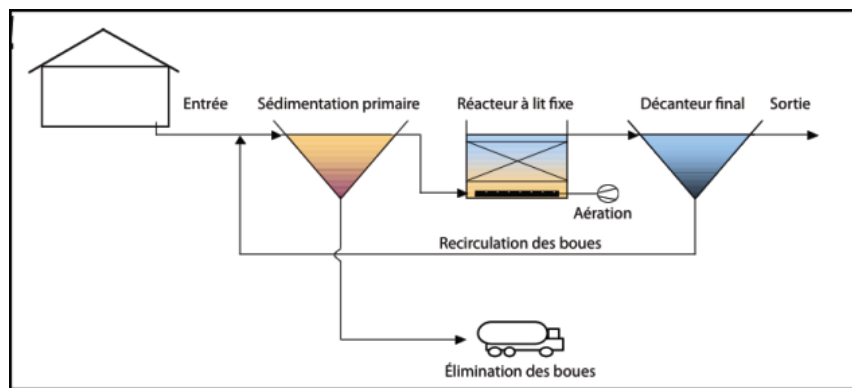 Entrée
Sédimentation primaire
Réacteur à lit fixe
Décanteur final
Sortie
Aération
Recirculation des boues
Élimination des boues